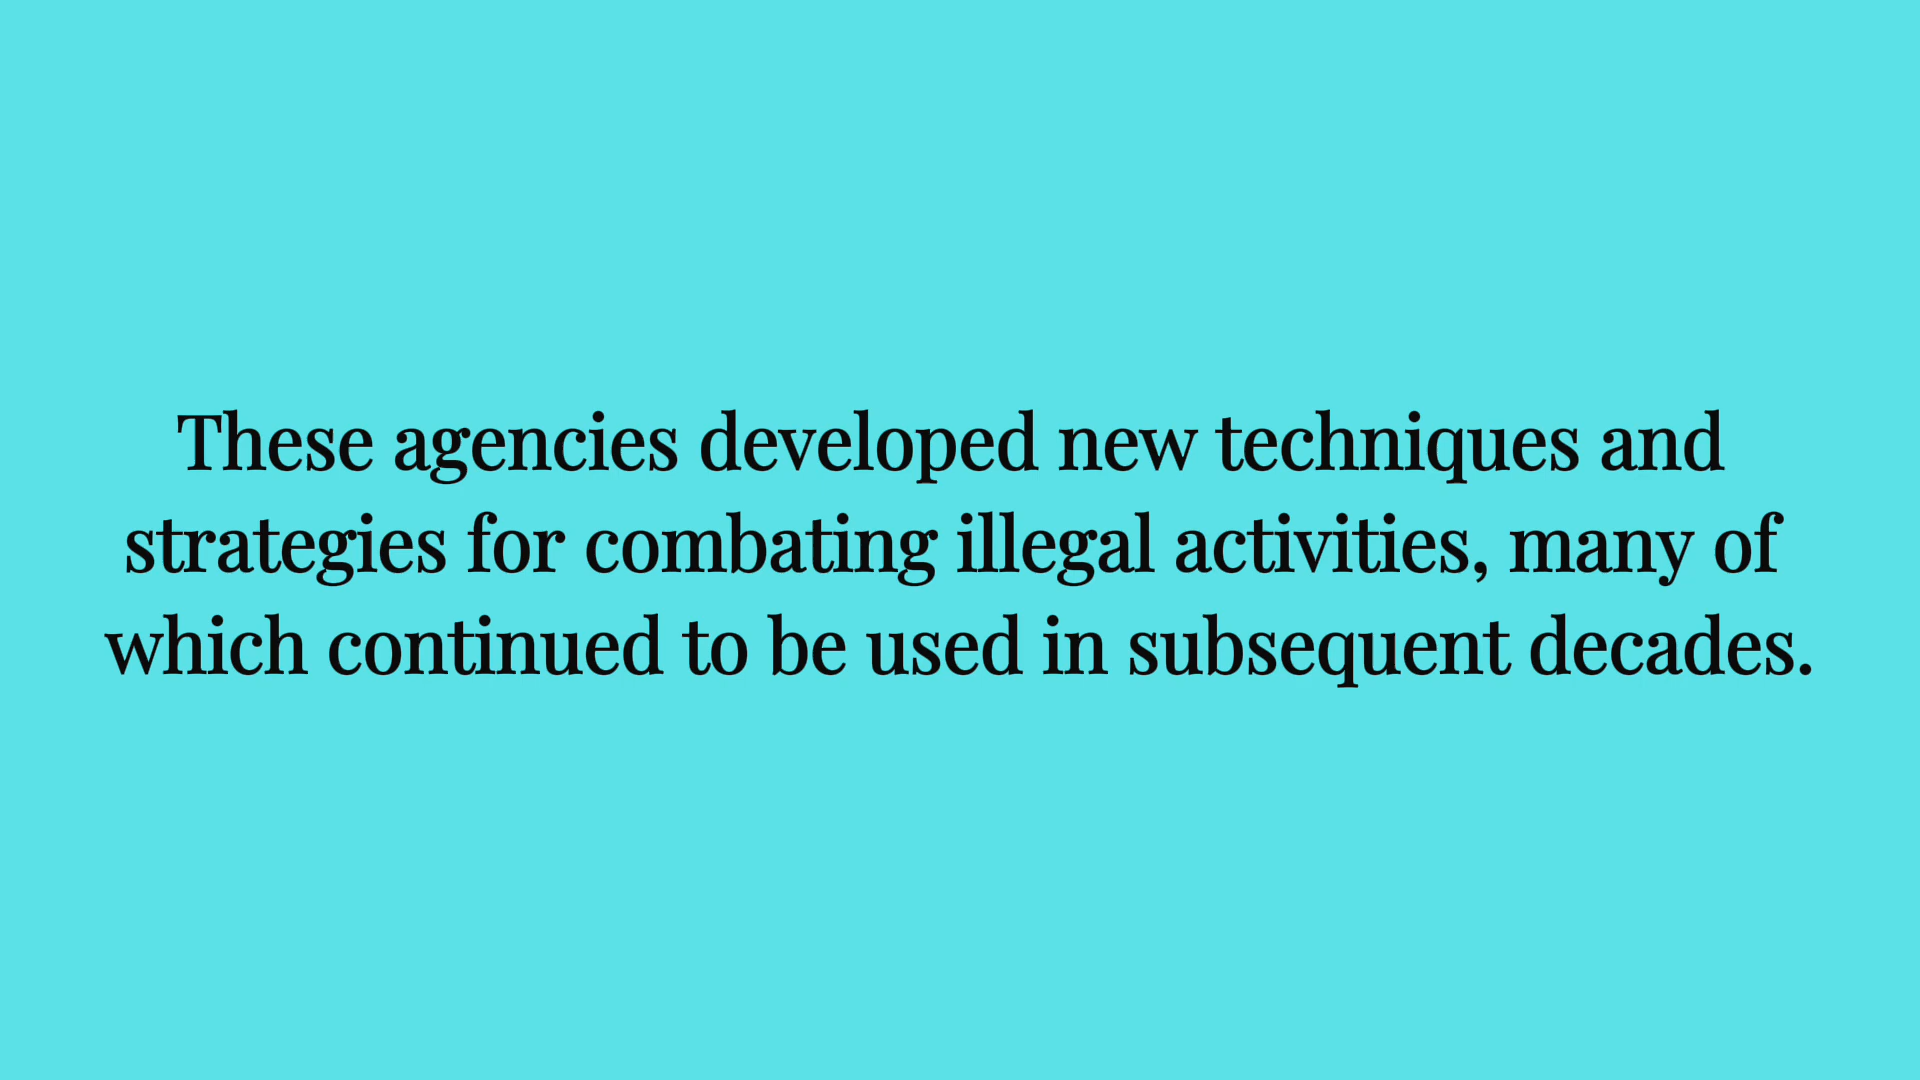 These agencies developed new techniques and
strategies for combating illegal activities, many of
which continued to be used in subsequent decades.